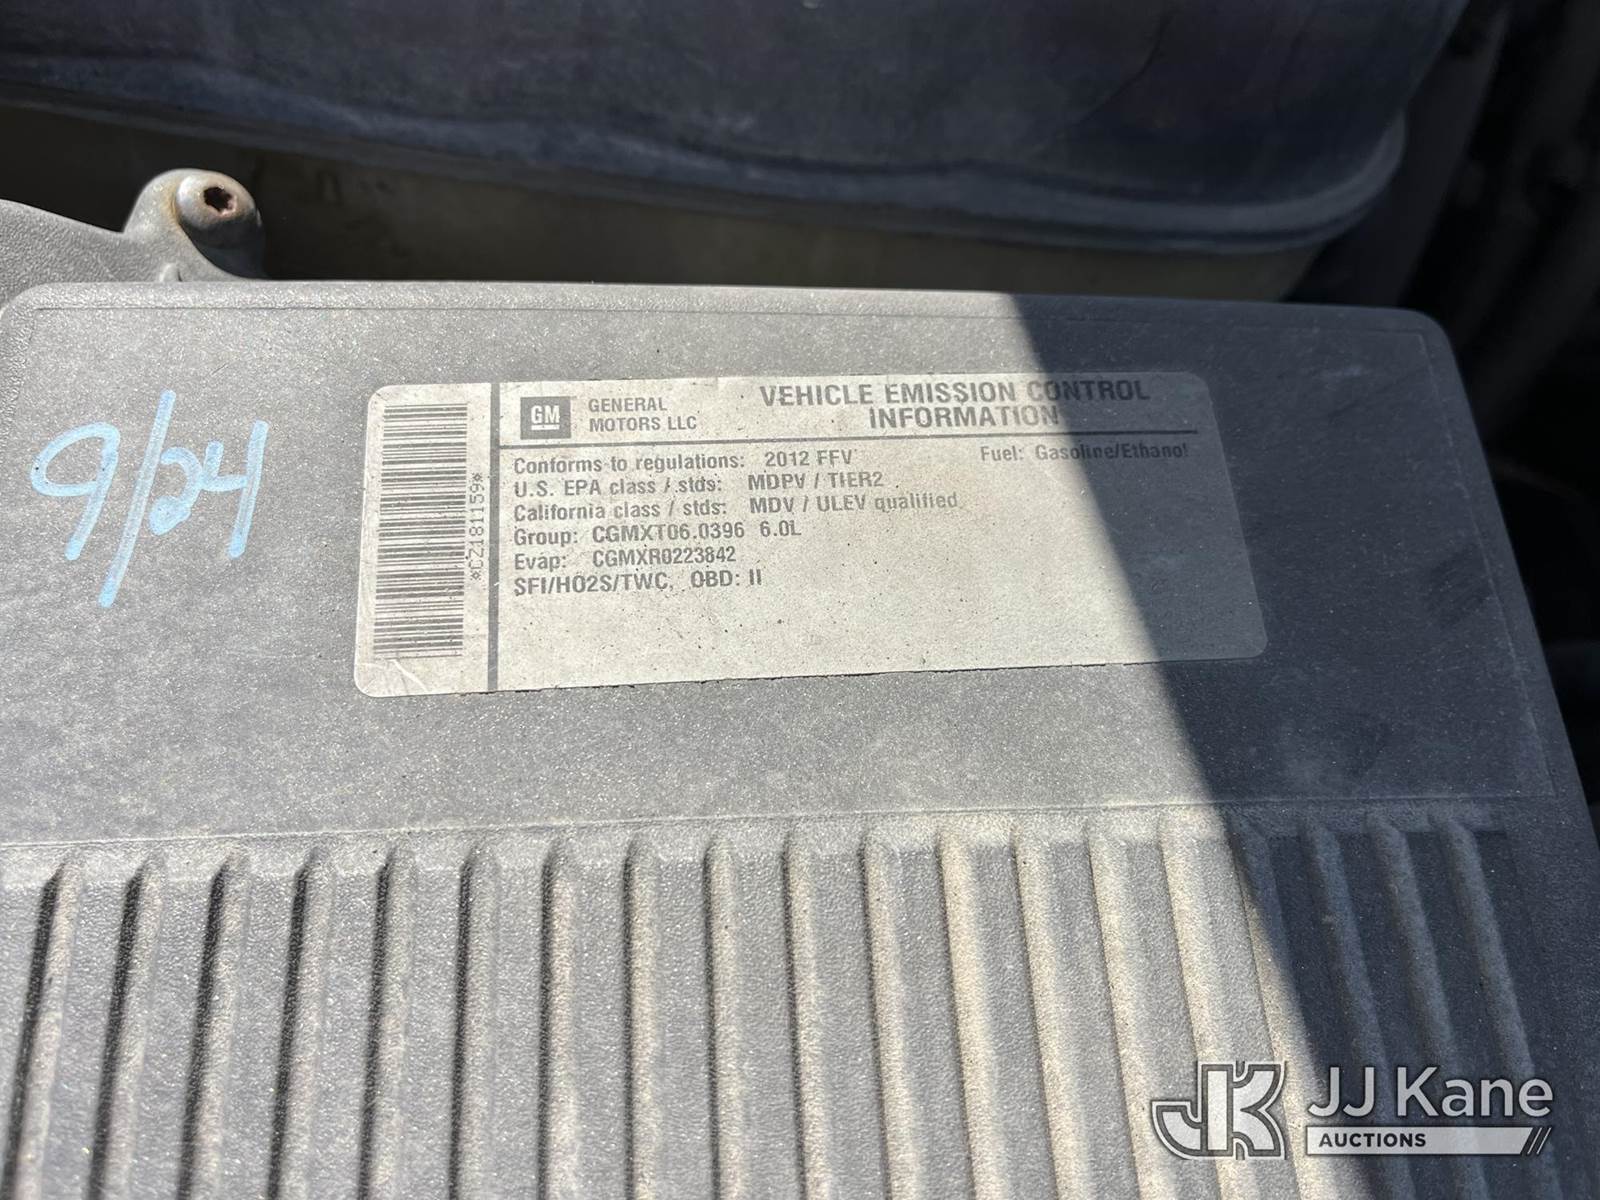 9/24
*CZ181159*
GM
GENERAL
MOTORS LLC
VEHICLE EMISSION CONTROL
INFORMATION
Conforms to regulations: 2012 FFV
Fuel: Gasoline/Ethanol
U.S. EPA class / stds: MDPV / TIER2
California class / stds: MDV / ULEV qualified
Group: CGMXT06.0396 6.0L
Evap: CGMXR0223842
SFI/HO2S/TWC, OBD: II
JK
JJ Kane
AUCTIONS